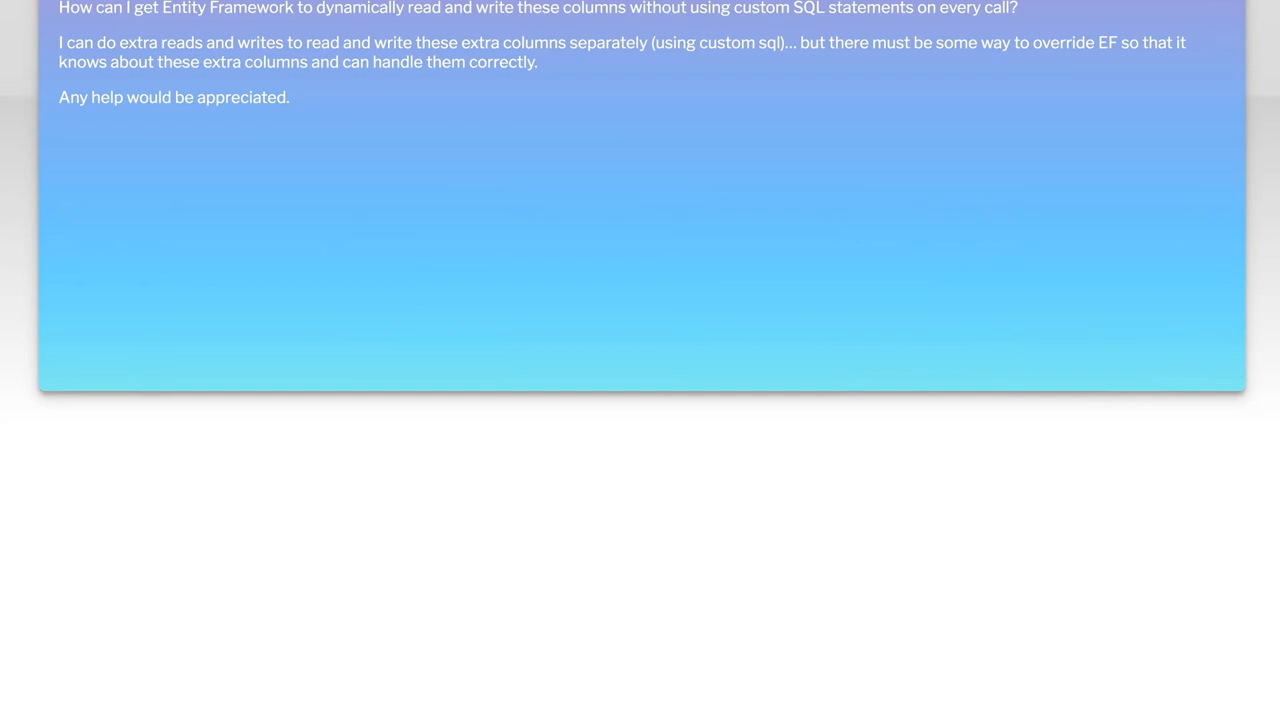 How can I get Entity Framework to dynamically read and write these columns without using custom SQL statements on every call?
I can do extra reads and writes to read and write these extra columns separately (using custom sql)... but there must be some way to override EF so that it
knows about these extra columns and can handle them correctly.
Any help would be appreciated.